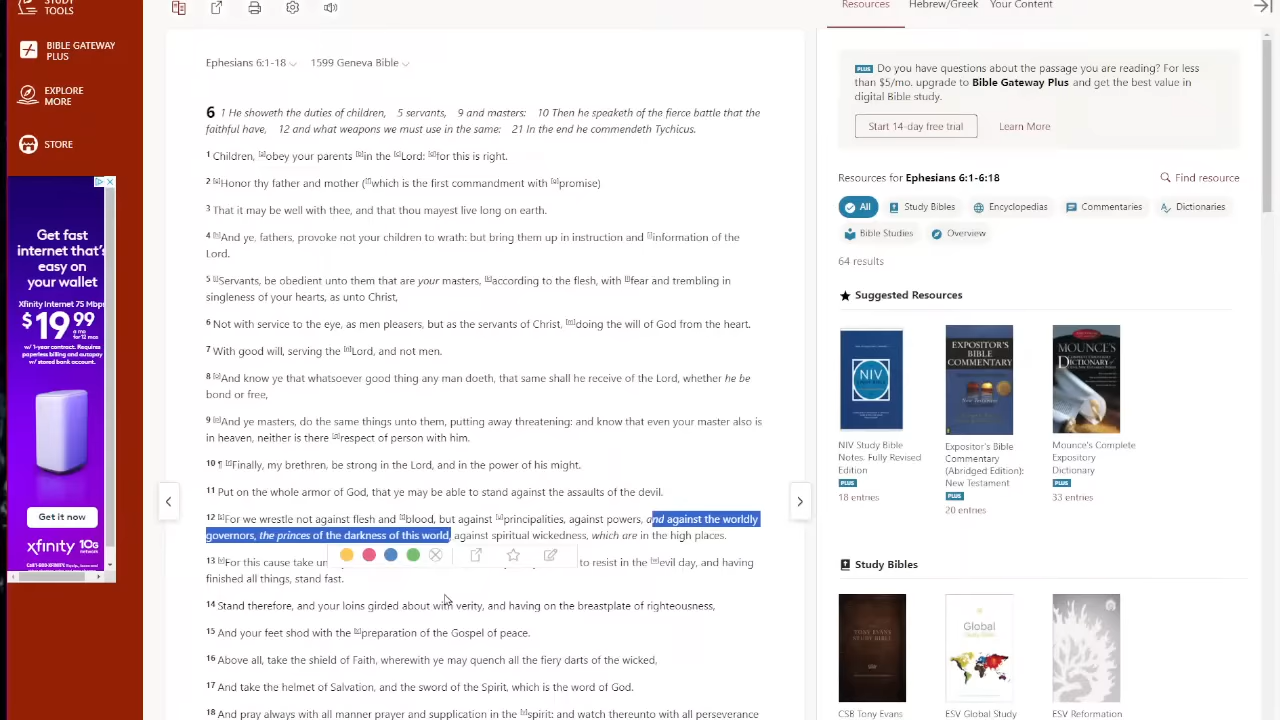 STUDY
TOOLS
BIBLE GATEWAY
PLUS
EXPLORE
MORE
STORE
Get fast
internet that's
easy on
your wallet
Xfinity Internet 75 Mbp
$19 99
a mo
for 12 mos
w/ 1-year contract. Requires
paperless billing and autopay
w/ stored bank account.
Get it now
xfinity 10G
network
Ephesians 6:1-18
1599 Geneva Bible
6 1 He showeth the duties of children, 5 servants, 9 and masters: 10 Then he speaketh of the fierce battle that the
faithful have, 12 and what weapons we must use in the same: 21 In the end he commendeth Tychicus.
1 Children, obey your parents in the Lord: for this is right.
2 Honor thy father and mother (which is the first commandment with promise)
3 That it may be well with thee, and that thou mayest live long on earth.
4 And ye, fathers, provoke not your children to wrath: but bring them up in instruction and information of the
Lord.
5 Servants, be obedient unto them that are your masters, according to the flesh, with fear and trembling in
singleness of your hearts, as unto Christ,
6 Not with service to the eye, as men pleasers, but as the servants of Christ, doing the will of God from the heart.
7 With good will, serving the Lord, and not men.
8 And know ye that whatsoever good thing any man doeth, that same shall he receive of the Lord, whether he be
bond or free,
9 And ye masters, do the same things unto them, putting away threatening: and know that even your master also is
in heaven, neither is there respect of person with him.
10 ¶ Finally, my brethren, be strong in the Lord, and in the power of his might.
11 Put on the whole armor of God, that ye may be able to stand against the assaults of the devil.
12 For we wrestle not against flesh and blood, but against principalities, against powers, and against the worldly
governors, the princes of the darkness of this world, against spiritual wickedness, which are in the high places.
13 For this cause take un to resist in the evil day, and having
finished all things, stand fast.
14 Stand therefore, and your loins girded about with verity, and having on the breastplate of righteousness,
15 And your feet shod with the preparation of the Gospel of peace.
16 Above all, take the shield of Faith, wherewith ye may quench all the fiery darts of the wicked,
17 And take the helmet of Salvation, and the sword of the Spirit, which is the word of God.
18 And pray always with all manner prayer and supplication in the spirit: and watch thereunto with all perseverance
Resources Hebrew/Greek Your Content
PLUS Do you have questions about the passage you are reading? For less
than $5/mo. upgrade to Bible Gateway Plus and get the best value in
digital Bible study.
Start 14-day free trial Learn More
Resources for Ephesians 6:1-6:18 Find resource
All Study Bibles Encyclopedias Commentaries Dictionaries
Bible Studies Overview
64 results
Suggested Resources
NIV
EXPOSITOR'S
BIBLE
COMMENTARY
MOUNCE'S
DICTIONARY
NIV Study Bible
Notes, Fully Revised
Edition
PLUS
18 entries
Expositor's Bible
Commentary
(Abridged Edition):
New Testament
PLUS
20 entries
Mounce's Complete
Expository
Dictionary
PLUS
33 entries
Study Bibles
TONY EVANS
STUDY BIBLE
Global
CSB Tony Evans
ESV Global Study
ESV Reformation